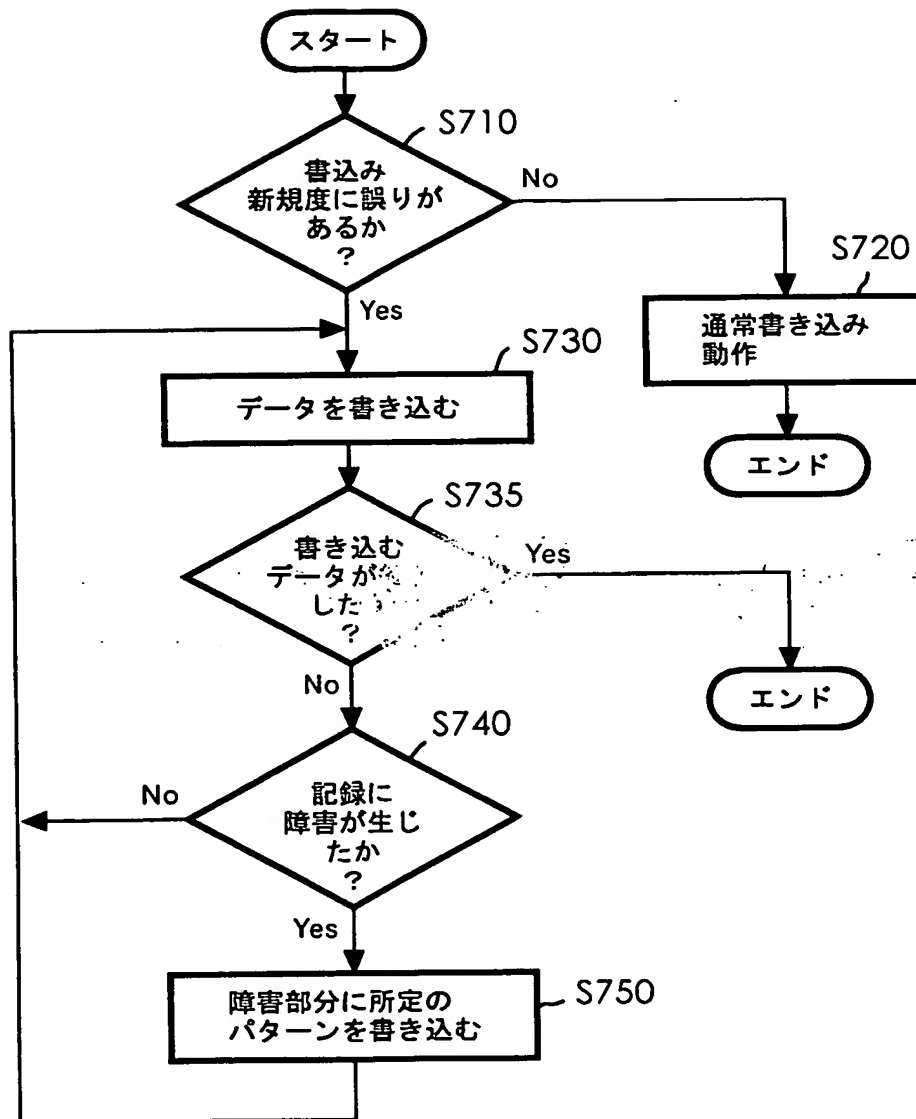 スタート
S710
書込み
新規度に誤りが
あるか
?
No
Yes
S720
通常書き込み
動作
エンド
S730
データを書き込む
S735
書き込む
データが
した
?
Yes
エンド
No
S740
記録に
障害が生じ
たか
?
No
Yes
S750
障害部分に所定の
パターンを書き込む